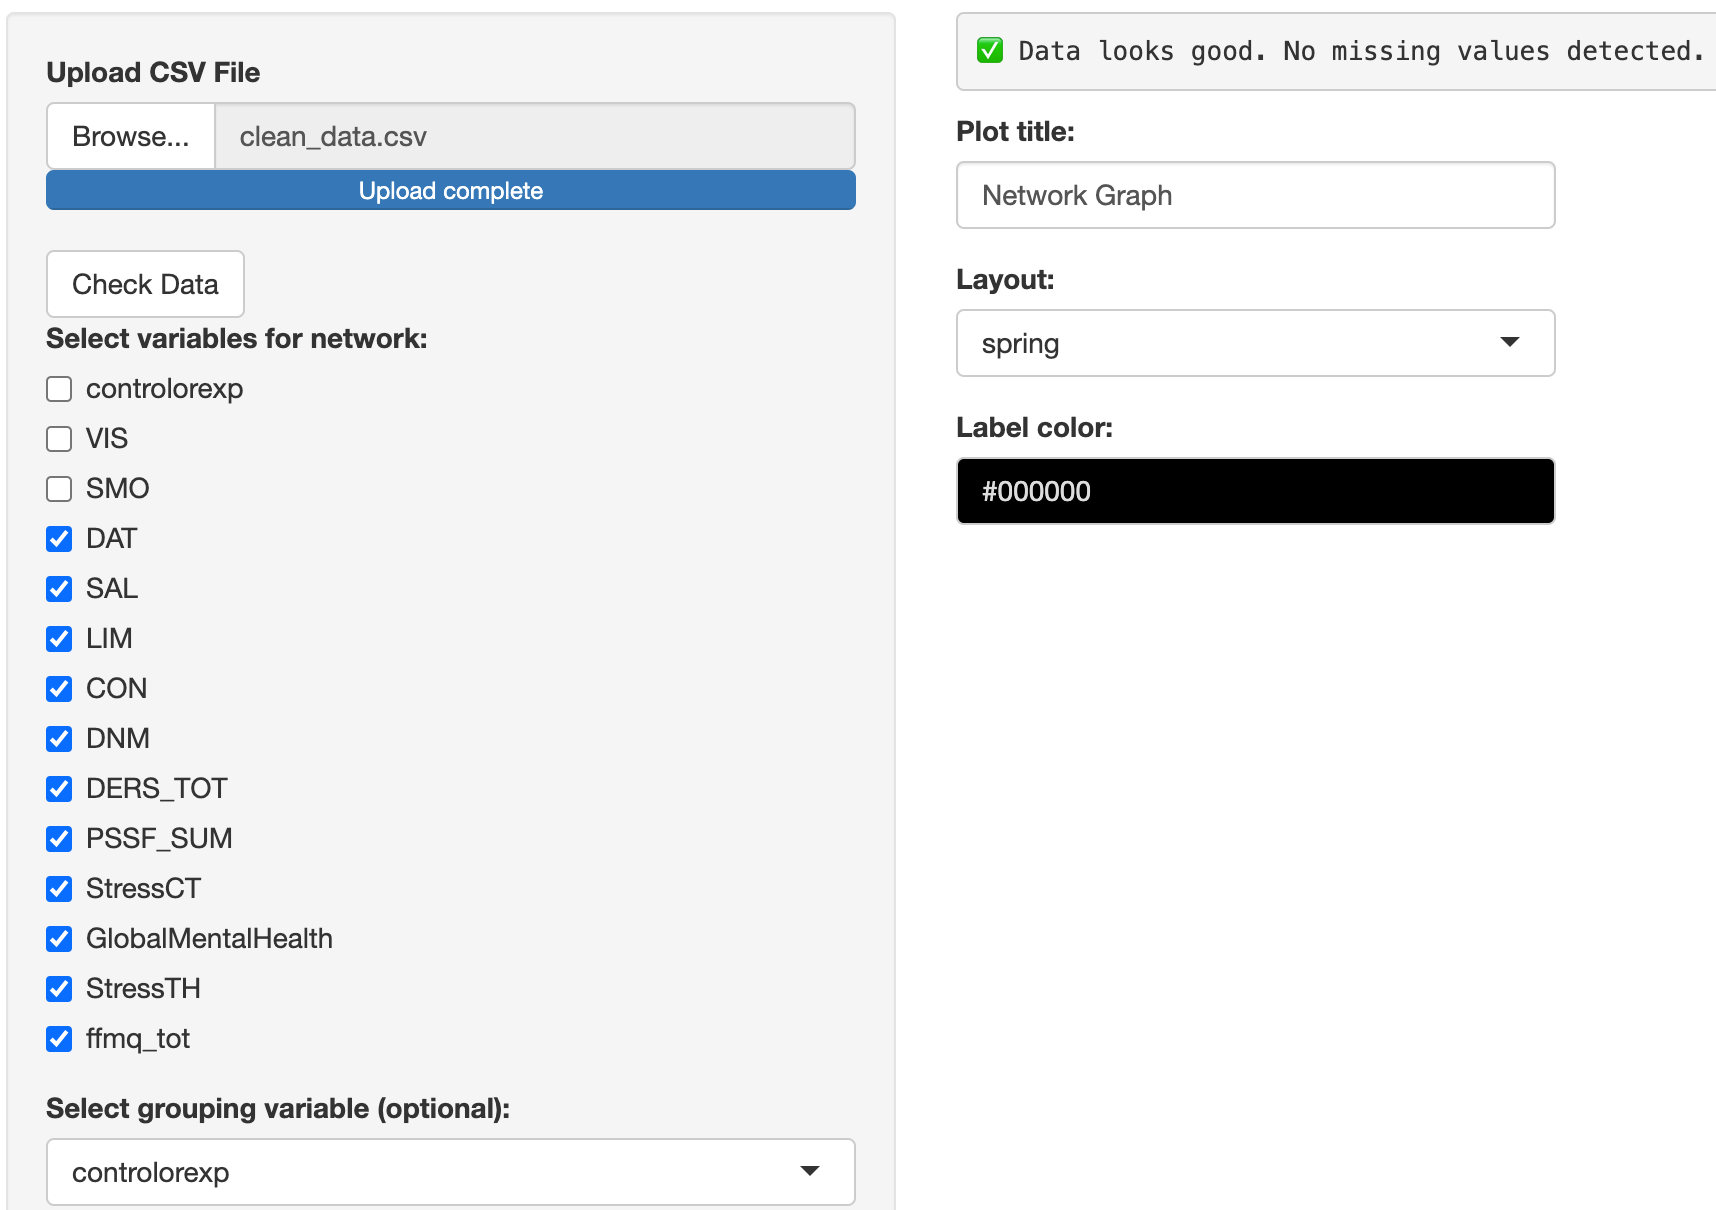 Upload CSV File
Browse... clean_data.csv
Upload complete
Check Data
Select variables for network:
controlorexp
VIS
SMO
DAT
SAL
LIM
CON
DNM
DERS_TOT
PSSF_SUM
StressCT
GlobalMentalHealth
StressTH
ffmq_tot
Select grouping variable (optional):
controlorexp
✅ Data looks good. No missing values detected.
Plot title:
Network Graph
Layout:
spring
Label color:
#000000